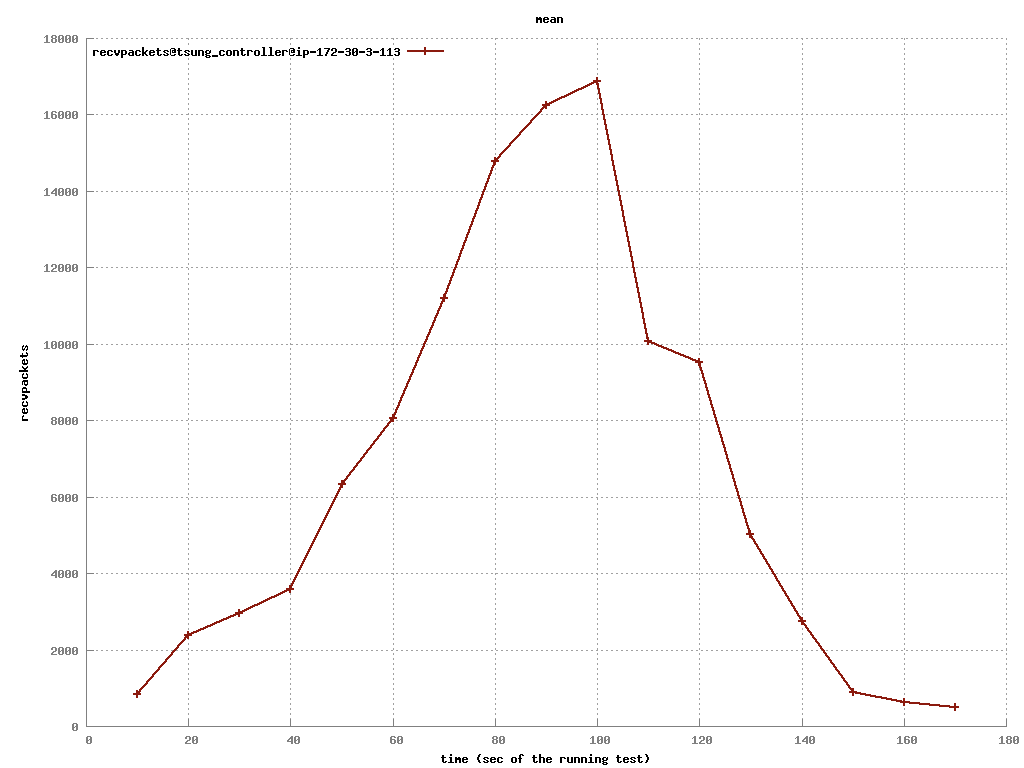 mean
18000
recvpackets@tsung_controller@ip-172-30-3-113
16000
14000
12000
10000
8000
6000
4000
2000
0
recvpackets
0 20 40 60 80 100 120 140 160 180
time (sec of the running test)